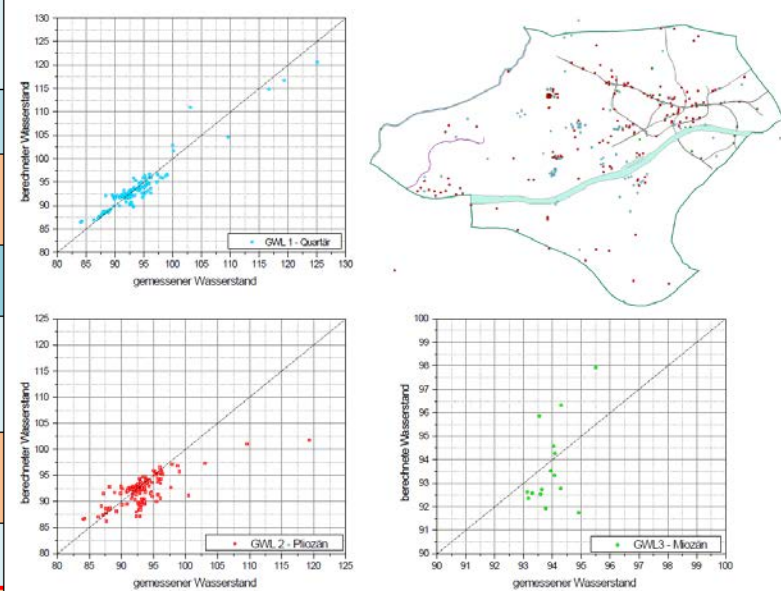 130
125
120
115
110
105
100
95
90
85
80
berechneter Wasserstand
GWL 1 - Quartär
80 85 90 95 100 105 110 115 120 125 130
gemessener Wasserstand
125
120
115
110
105
100
95
90
85
80
berechneter Wasserstand
GWL 2 - Pliozän
80 85 90 95 100 105 110 115 120 125
gemessener Wasserstand
100
99
98
97
96
95
94
93
92
91
90
berechnete Wasserstand
GWL3 - Miozän
90 91 92 93 94 95 96 97 98 99 100
gemessener Wasserstand